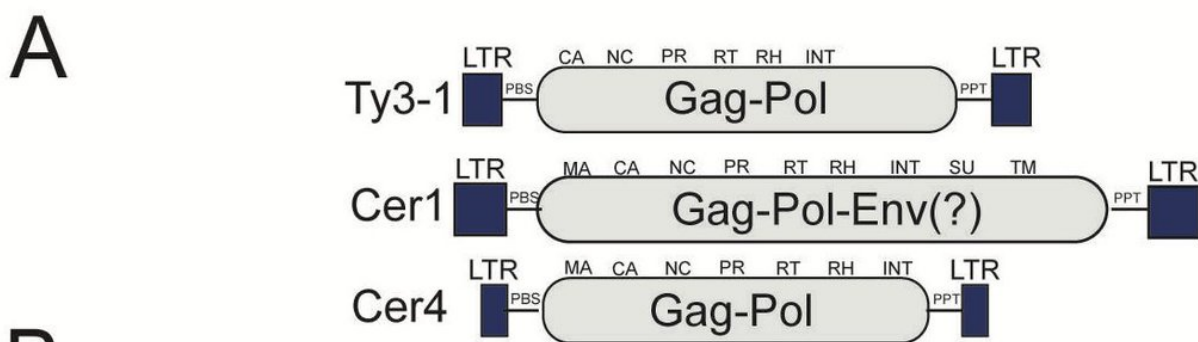 A
LTR CA NC PR RT RH INT LTR
Ty3-1 PBS Gag-Pol PPT
LTR MA CA NC PR RT RH INT SU TM LTR
Cer1 PBS Gag-Pol-Env(?) PPT
LTR MA CA NC PR RT RH INT LTR
Cer4 PBS Gag-Pol PPT